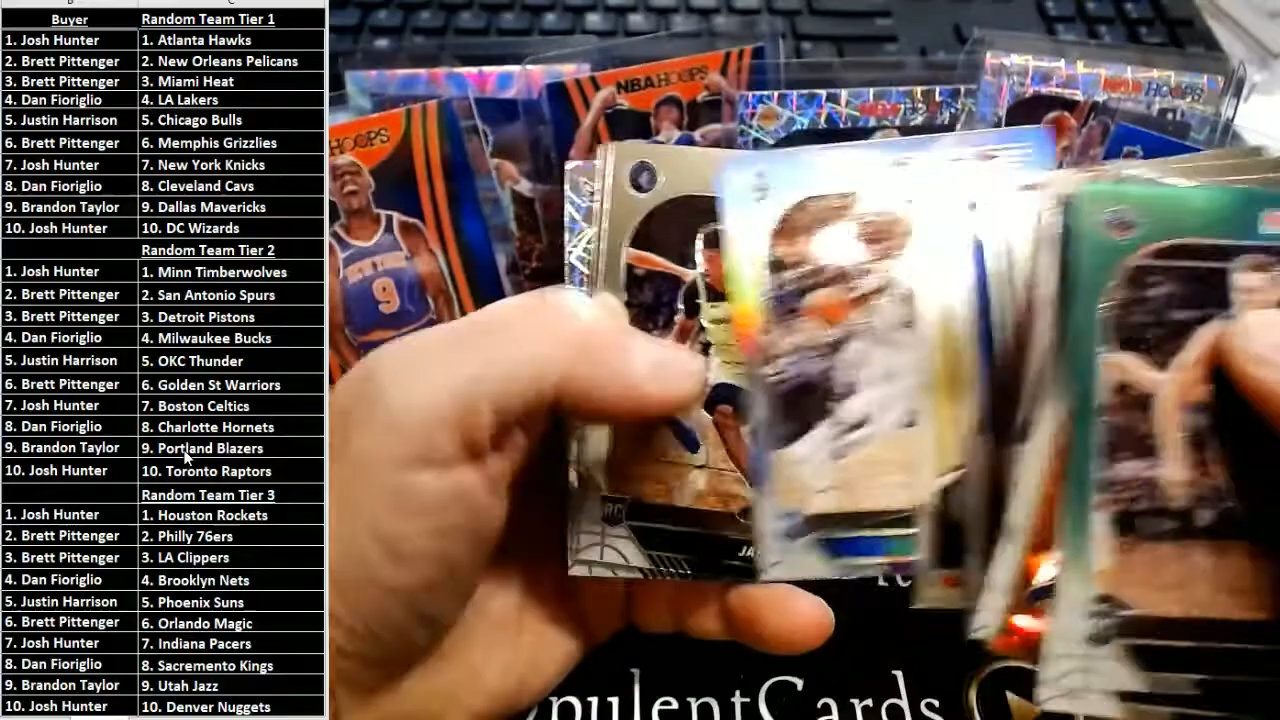 Buyer Random Team Tier 1
1. Josh Hunter 1. Atlanta Hawks
2. Brett Pittenger 2. New Orleans Pelicans
3. Brett Pittenger 3. Miami Heat
4. Dan Fioriglio 4. LA Lakers
5. Justin Harrison 5. Chicago Bulls
6. Brett Pittenger 6. Memphis Grizzlies
7. Josh Hunter 7. New York Knicks
8. Dan Fioriglio 8. Cleveland Cavs
9. Brandon Taylor 9. Dallas Mavericks
10. Josh Hunter 10. DC Wizards
Random Team Tier 2
1. Josh Hunter 1. Minn Timberwolves
2. Brett Pittenger 2. San Antonio Spurs
3. Brett Pittenger 3. Detroit Pistons
4. Dan Fioriglio 4. Milwaukee Bucks
5. Justin Harrison 5. OKC Thunder
6. Brett Pittenger 6. Golden St Warriors
7. Josh Hunter 7. Boston Celtics
8. Dan Fioriglio 8. Charlotte Hornets
9. Brandon Taylor 9. Portland Blazers
10. Josh Hunter 10. Toronto Raptors
Random Team Tier 3
1. Josh Hunter 1. Houston Rockets
2. Brett Pittenger 2. Philly 76ers
3. Brett Pittenger 3. LA Clippers
4. Dan Fioriglio 4. Brooklyn Nets
5. Justin Harrison 5. Phoenix Suns
6. Brett Pittenger 6. Orlando Magic
7. Josh Hunter 7. Indiana Pacers
8. Dan Fioriglio 8. Sacremento Kings
9. Brandon Taylor 9. Utah Jazz
10. Josh Hunter 10. Denver Nuggets
NBA HOOPS
HOOPS
NEW YORK
9
RC
JA
pulentCards